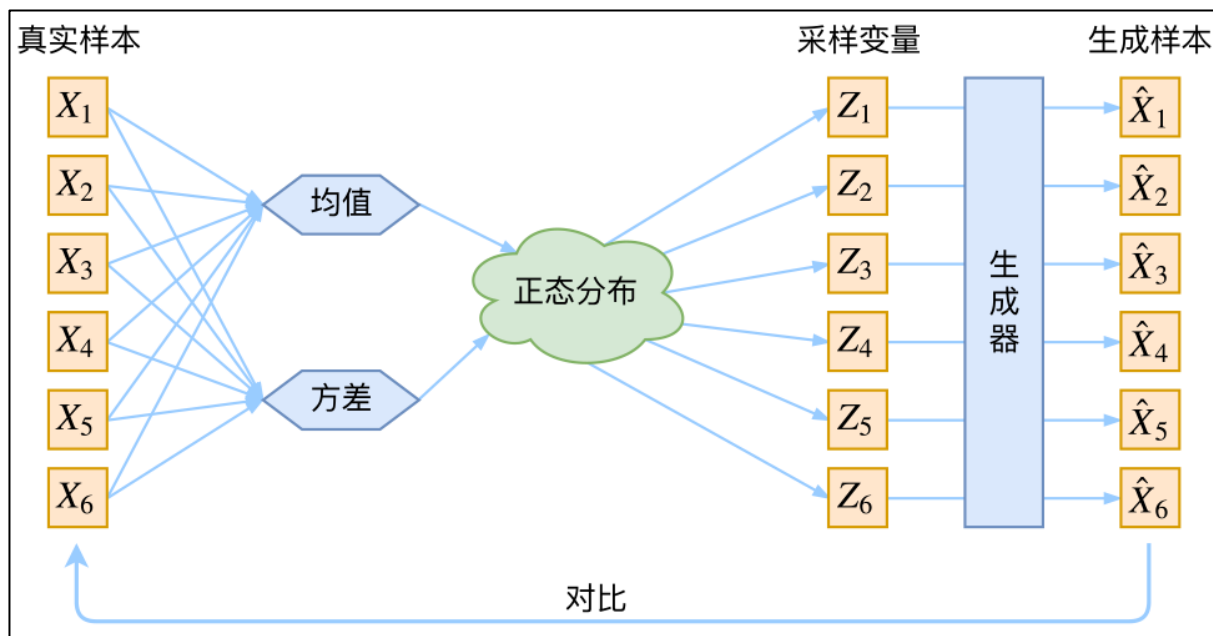 真实样本
采样变量
生成样本
X₁
Z₁
X̂₁
X₂
Z₂
X̂₂
均值
X₃
Z₃
X̂₃
正态分布
生
成
器
X₄
Z₄
X̂₄
方差
X₅
Z₅
X̂₅
X₆
Z₆
X̂₆
对比